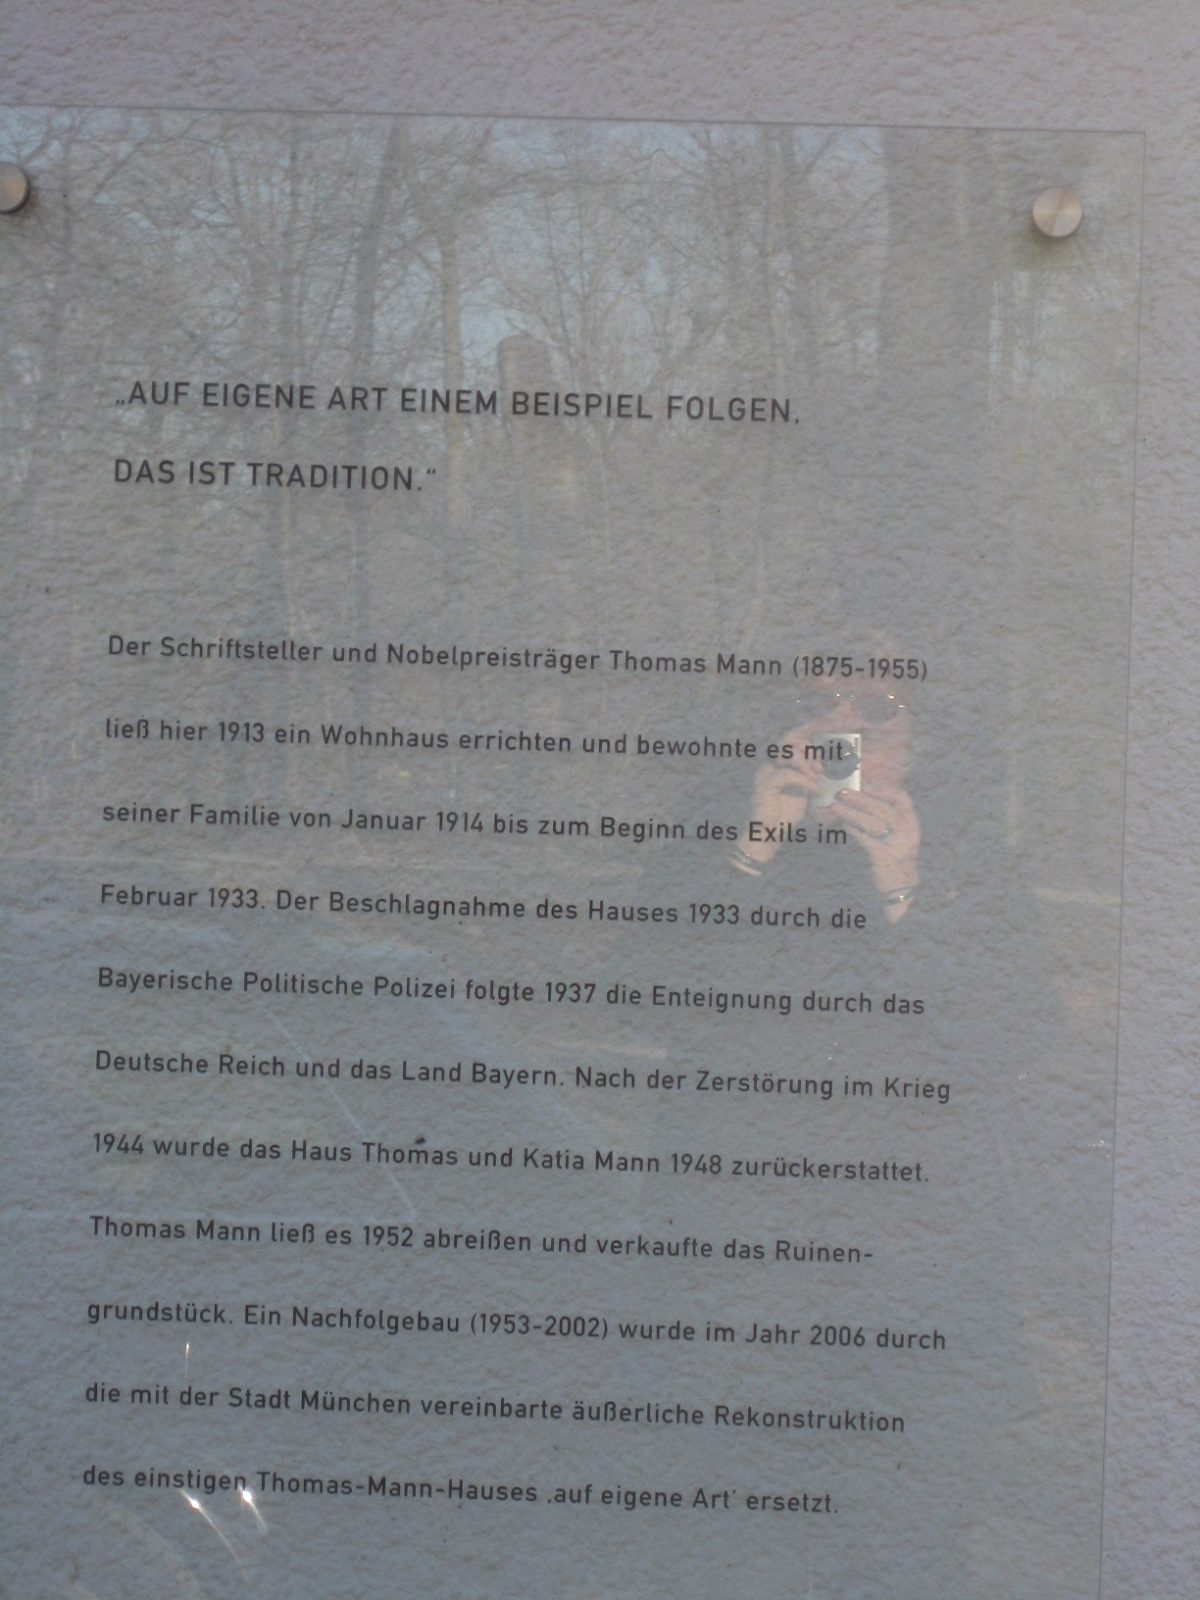 „AUF EIGENE ART EINEM BEISPIEL FOLGEN,
DAS IST TRADITION.“
Der Schriftsteller und Nobelpreisträger Thomas Mann (1875-1955)
ließ hier 1913 ein Wohnhaus errichten und bewohnte es mit
seiner Familie von Januar 1914 bis zum Beginn des Exils im
Februar 1933. Der Beschlagnahme des Hauses 1933 durch die
Bayerische Politische Polizei folgte 1937 die Enteignung durch das
Deutsche Reich und das Land Bayern. Nach der Zerstörung im Krieg
1944 wurde das Haus Thomas und Katia Mann 1948 zurückerstattet.
Thomas Mann ließ es 1952 abreißen und verkaufte das Ruinen-
grundstück. Ein Nachfolgebau (1953-2002) wurde im Jahr 2006 durch
die mit der Stadt München vereinbarte äußerliche Rekonstruktion
des einstigen Thomas-Mann-Hauses ‚auf eigene Art‘ ersetzt.